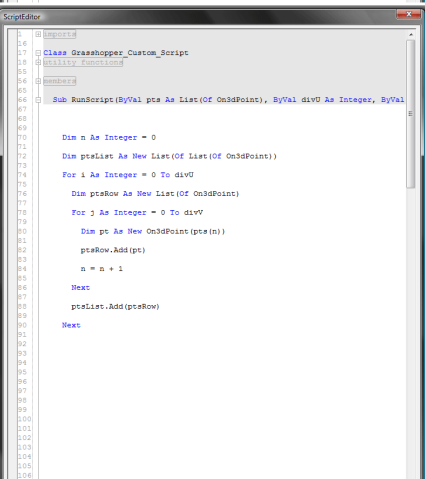 ScriptEditor
1 imports
16
17 Class Grasshopper_Custom_Script
18 utility functions
55
56 members
65
66 Sub RunScript(ByVal pts As List(Of On3dPoint), ByVal divU As Integer, ByVal
67
68
69
70 Dim n As Integer = 0
71
72 Dim ptsList As New List(Of List(Of On3dPoint))
73
74 For i As Integer = 0 To divU
75
76 Dim ptsRow As New List(Of On3dPoint)
77
78 For j As Integer = 0 To divV
79
80 Dim pt As New On3dPoint(pts(n))
81
82 ptsRow.Add(pt)
83
84 n = n + 1
85
86 Next
87
88 ptsList.Add(ptsRow)
89
90 Next
91
92
93
94
95
96
97
98
99
100
101
102
103
104
105
106